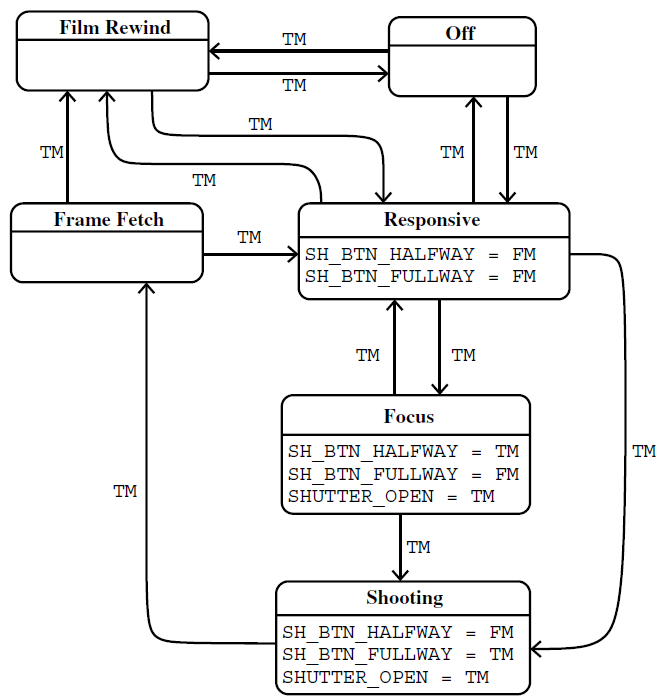 Film Rewind
Off
TM
TM
TM
TM
TM
TM
TM
Frame Fetch
Responsive
TM
SH_BTN_HALFWAY = FM
SH_BTN_FULLWAY = FM
TM
TM
Focus
SH_BTN_HALFWAY = TM
TM
SH_BTN_FULLWAY = FM
TM
SHUTTER_OPEN = TM
TM
Shooting
SH_BTN_HALFWAY = FM
SH_BTN_FULLWAY = TM
SHUTTER_OPEN = TM